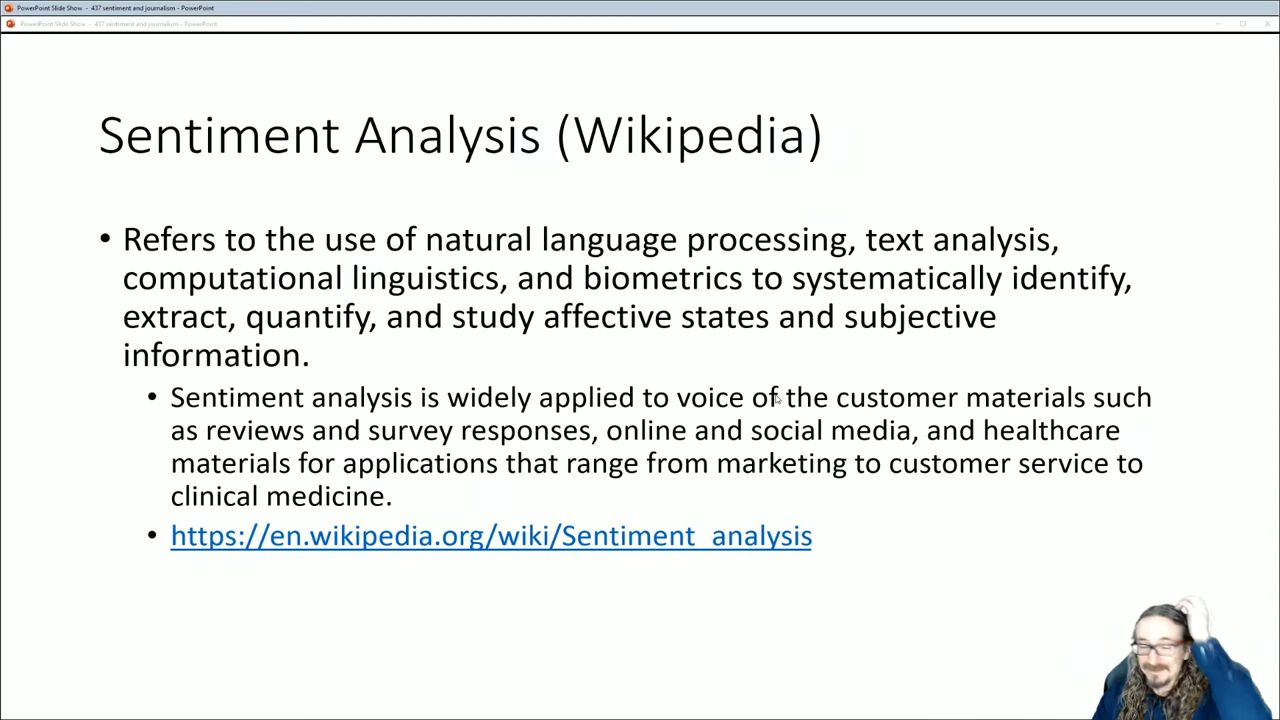 PowerPoint Slide Show - 437 sentiment and journalism - PowerPoint
PowerPoint Slide Show - 437 sentiment and journalism - PowerPoint
Sentiment Analysis (Wikipedia)
• Refers to the use of natural language processing, text analysis,
computational linguistics, and biometrics to systematically identify,
extract, quantify, and study affective states and subjective
information.
• Sentiment analysis is widely applied to voice of the customer materials such
as reviews and survey responses, online and social media, and healthcare
materials for applications that range from marketing to customer service to
clinical medicine.
• https://en.wikipedia.org/wiki/Sentiment_analysis